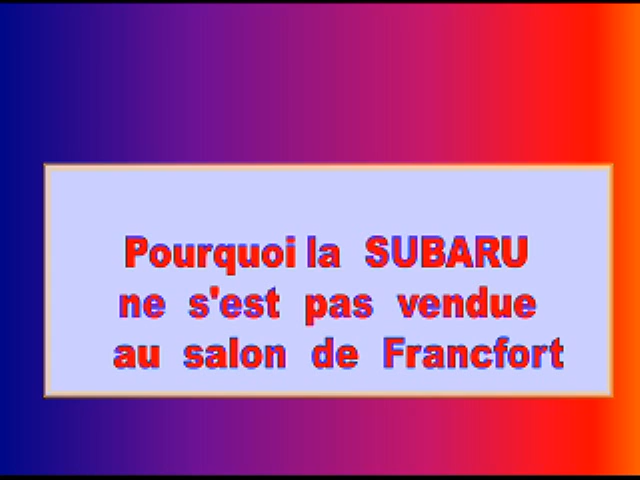 Pourquoi la SUBARU
ne s'est pas vendue
au salon de Francfort